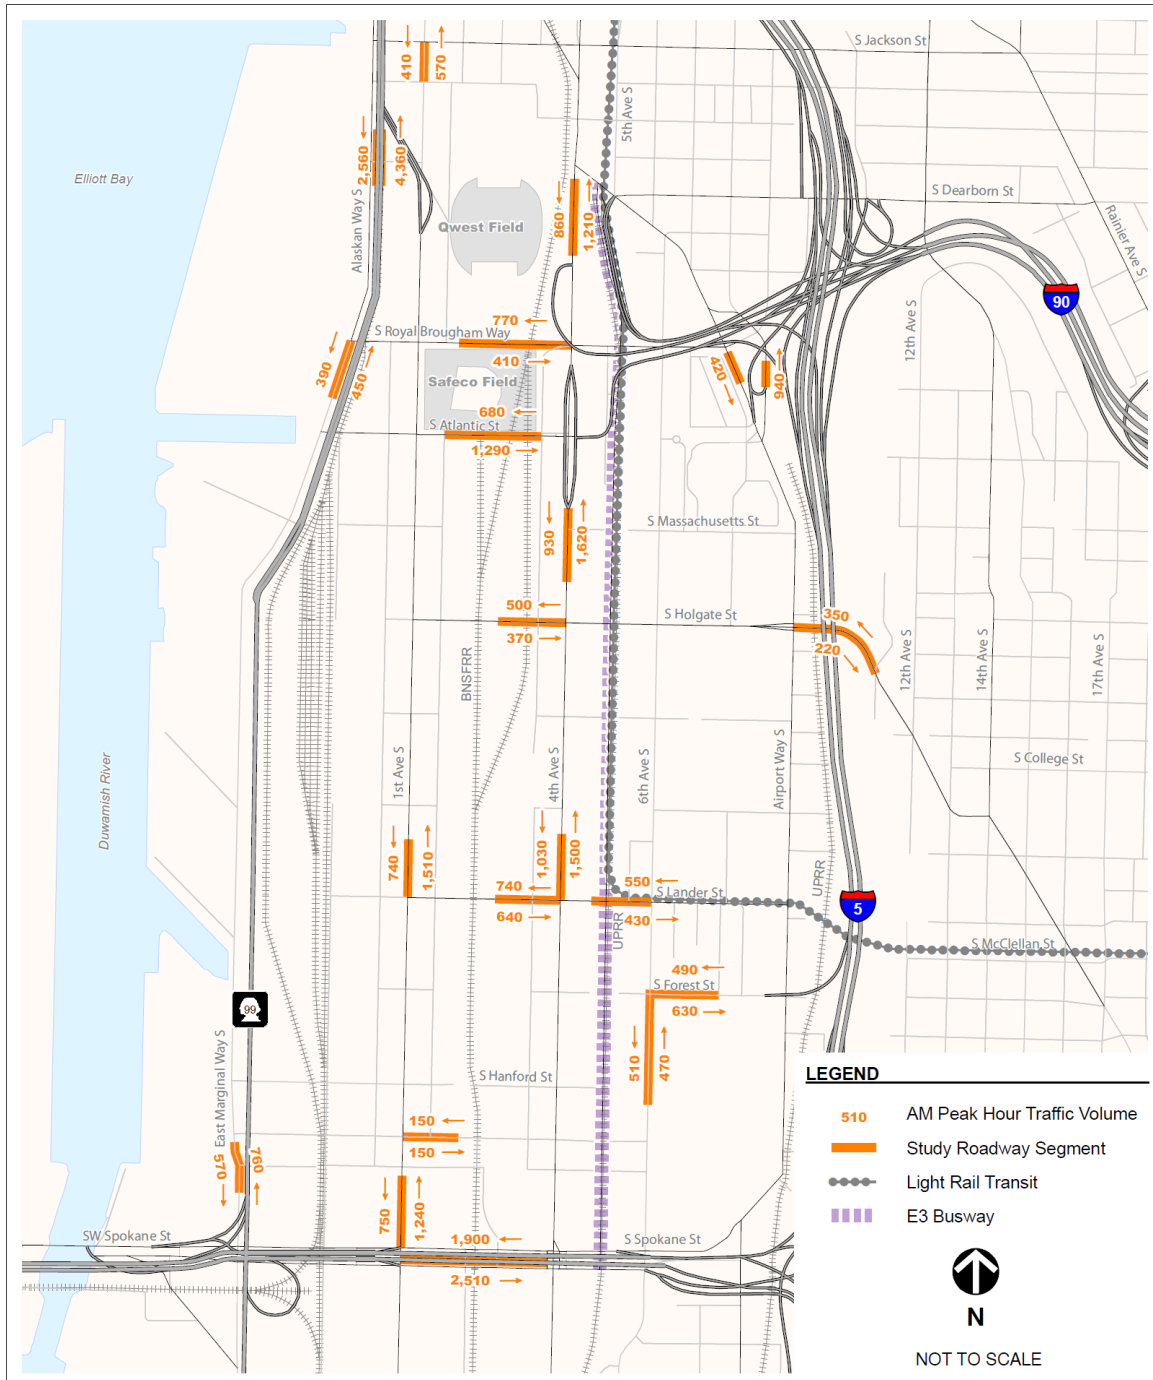 S Jackson St
410
570
5th Ave S
2,560
4,360
Elliott Bay
S Dearborn St
Alaskan Way S
860
1,210
Qwest Field
Rainier Ave S
90
770
S Royal Brougham Way
12th Ave S
410
390
450
Safeco Field
420
940
680
S Atlantic St
1,290
S Massachusetts St
930
1,620
500
S Holgate St
350
370
220
BNSFRR
12th Ave S
14th Ave S
17th Ave S
1st Ave S
4th Ave S
6th Ave S
Airport Way S
S College St
Duwamish River
740
1,510
1,030
1,500
740
550
S Lander St
UPRR
640
430
5
UPRR
S McClellan St
490
S Forest St
630
99
510
470
East Marginal Way S
S Hanford St
150
150
570
760
750
1,240
SW Spokane St
1,900
S Spokane St
2,510
LEGEND
510 AM Peak Hour Traffic Volume
Study Roadway Segment
Light Rail Transit
E3 Busway
N
NOT TO SCALE